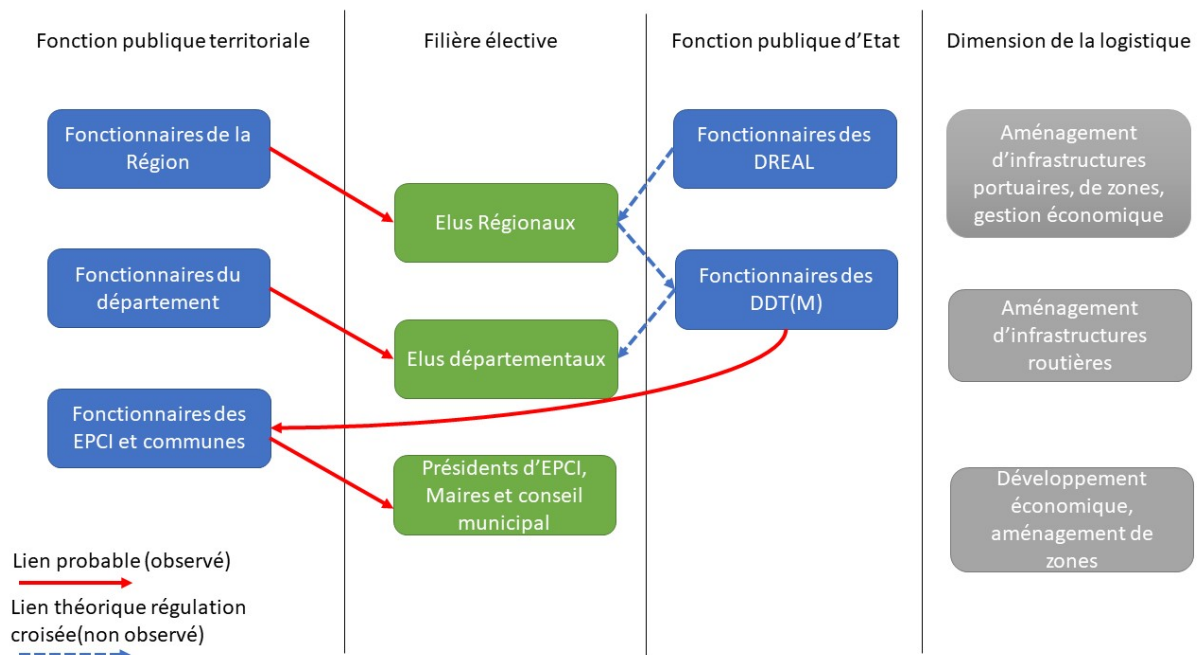 Fonction publique territoriale
Filière élective
Fonction publique d'Etat
Dimension de la logistique
Fonctionnaires de la
Région
Fonctionnaires du
département
Fonctionnaires des
EPCI et communes
Elus Régionaux
Elus départementaux
Présidents d'EPCI,
Maires et conseil
municipal
Fonctionnaires des
DREAL
Fonctionnaires des
DDT(M)
Aménagement
d'infrastructures
portuaires, de zones,
gestion économique
Aménagement
d'infrastructures
routières
Développement
économique,
aménagement de
zones
Lien probable (observé)
Lien théorique régulation
croisée(non observé)